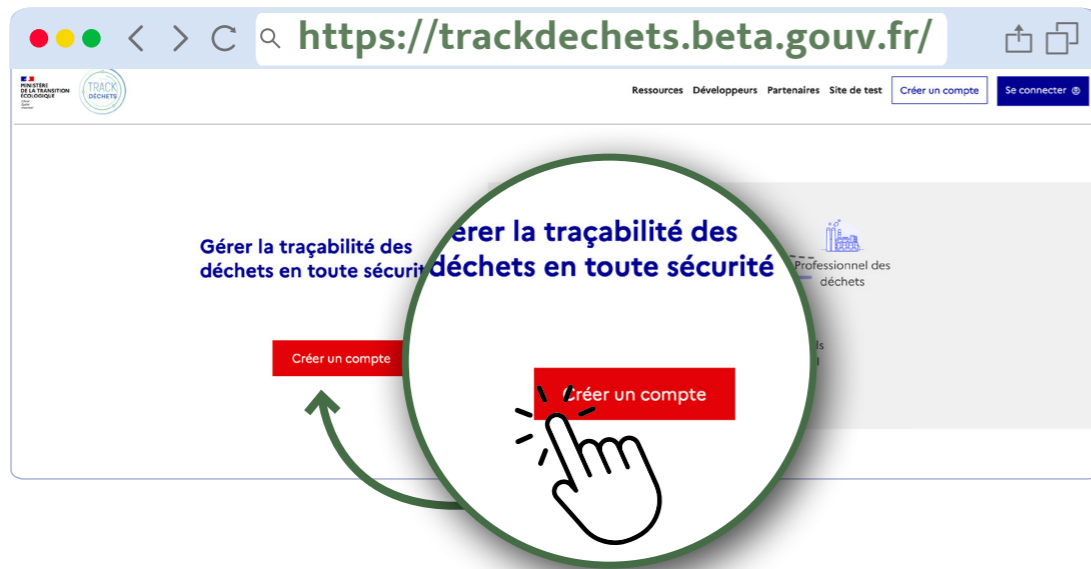 https://trackdechets.beta.gouv.fr/
MINISTÈRE
DE LA TRANSITION
ÉCOLOGIQUE
TRACK
DÉCHETS
Ressources Développeurs Partenaires Site de test Créer un compte Se connecter
Gérer la traçabilité des
déchets en toute sécurit
érer la traçabilité des
déchets en toute sécurité
Professionnel des
déchets
Créer un compte
Créer un compte